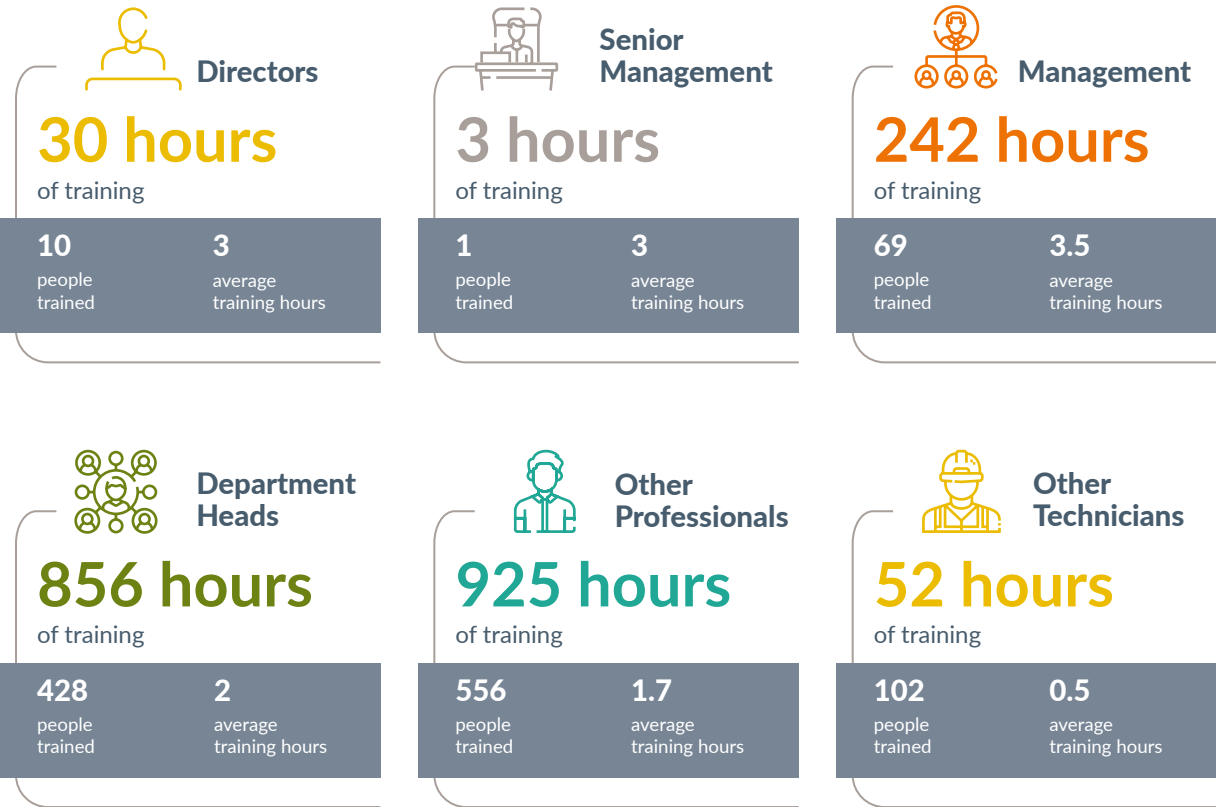 Directors
30 hours
of training
10
people
trained
3
average
training hours
Senior
Management
3 hours
of training
1
people
trained
3
average
training hours
Management
242 hours
of training
69
people
trained
3.5
average
training hours
Department
Heads
856 hours
of training
428
people
trained
2
average
training hours
Other
Professionals
925 hours
of training
556
people
trained
1.7
average
training hours
Other
Technicians
52 hours
of training
102
people
trained
0.5
average
training hours